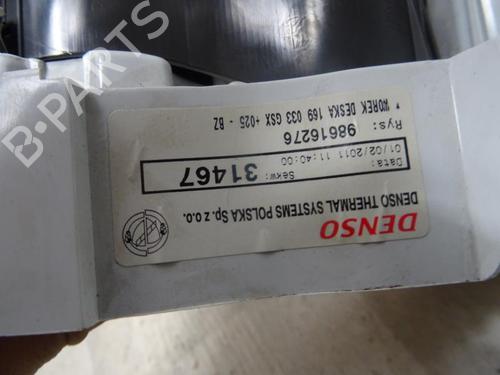 DENSO
DENSO THERMAL SYSTEMS POLSKA Sp. z o.o.
Data: Sekw: 31467
01/02/2011 11:40:00
Rys: 98616276
* WOREK DESKA 169 033 GSX +025 - BZ
B-PARTS